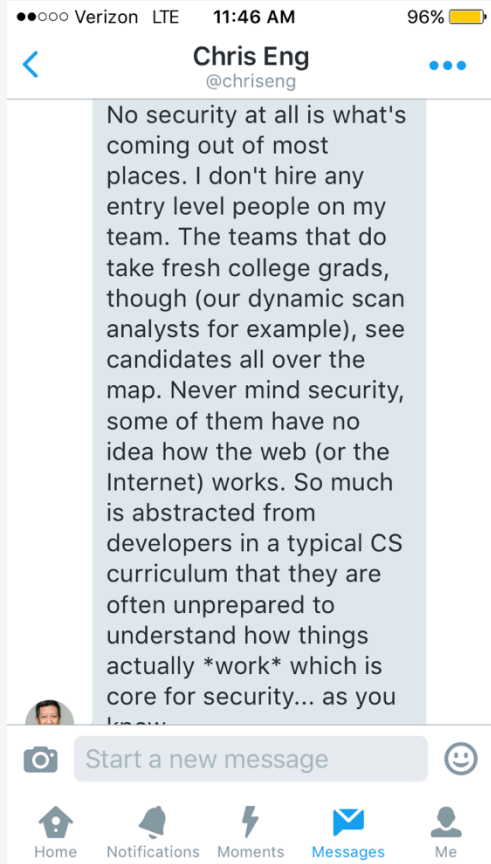 Verizon LTE 11:46 AM 96%
Chris Eng
@chriseng
No security at all is what's
coming out of most
places. I don't hire any
entry level people on my
team. The teams that do
take fresh college grads,
though (our dynamic scan
analysts for example), see
candidates all over the
map. Never mind security,
some of them have no
idea how the web (or the
Internet) works. So much
is abstracted from
developers in a typical CS
curriculum that they are
often unprepared to
understand how things
actually *work* which is
core for security... as you
Start a new message
Home Notifications Moments Messages Me